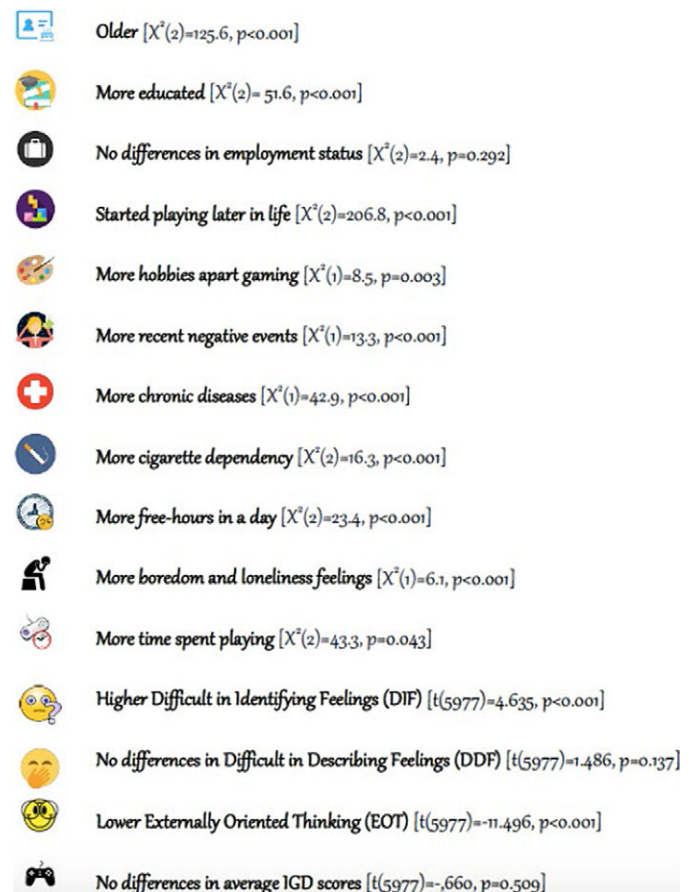 Older [X²(2)=125.6, p<0.001]
More educated [X²(2)= 51.6, p<0.001]
No differences in employment status [X²(2)=2.4, p=0.292]
Started playing later in life [X²(2)=206.8, p<0.001]
More hobbies apart gaming [X²(1)=8.5, p=0.003]
More recent negative events [X²(1)=13.3, p<0.001]
More chronic diseases [X²(1)=42.9, p<0.001]
More cigarette dependency [X²(2)=16.3, p<0.001]
More free-hours in a day [X²(2)=23.4, p<0.001]
More boredom and loneliness feelings [X²(1)=6.1, p<0.001]
More time spent playing [X²(2)=43.3, p=0.043]
Higher Difficult in Identifying Feelings (DIF) [t(5977)=4.635, p<0.001]
No differences in Difficult in Describing Feelings (DDF) [t(5977)=1.486, p=0.137]
Lower Externally Oriented Thinking (EOT) [t(5977)=-11.496, p<0.001]
No differences in average IGD scores [t(5977)=-,660, p=0.509]